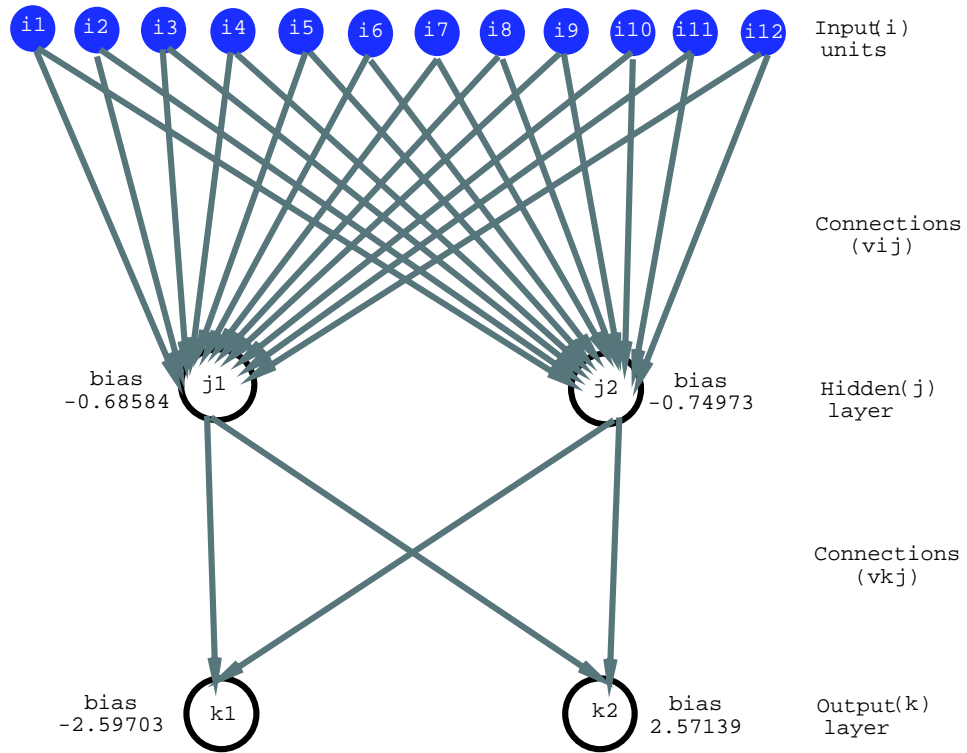 i1 i2 i3 i4 i5 i6 i7 i8 i9 i10 i11 i12
Input(i)
units
Connections
(vij)
bias
-0.68584
j1
j2
bias
-0.74973
Hidden(j)
layer
Connections
(vkj)
bias
-2.59703
k1
k2
bias
2.57139
Output(k)
layer